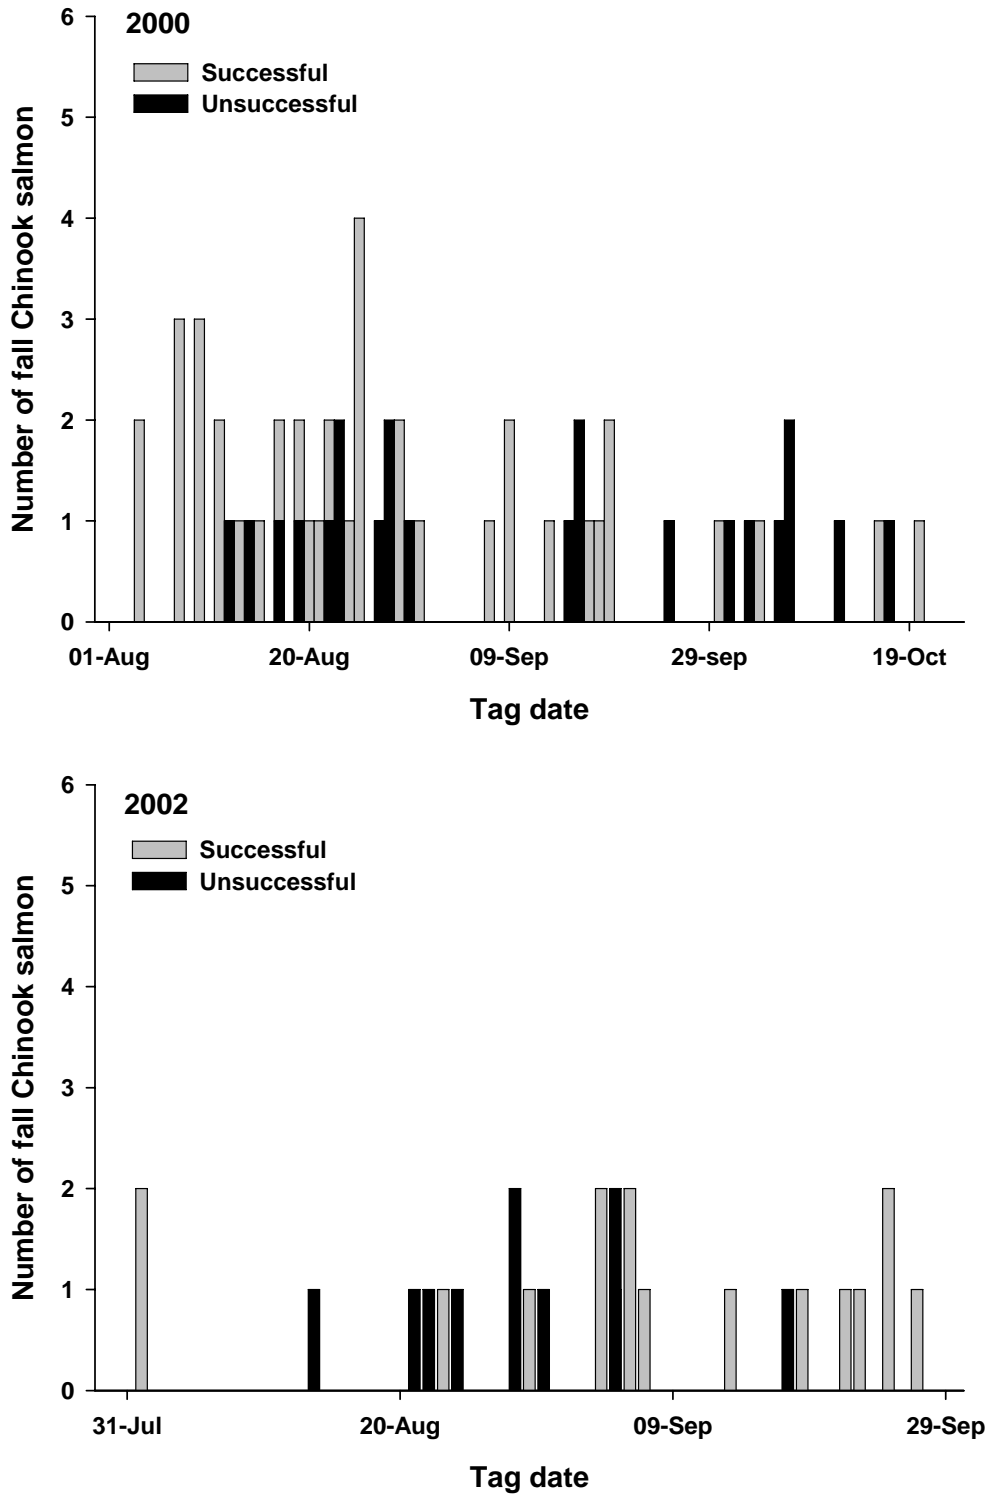 6
2000
Successful
Unsuccessful
5
4
3
2
1
0
Number of fall Chinook salmon
01-Aug 20-Aug 09-Sep 29-sep 19-Oct
Tag date
6
2002
Successful
Unsuccessful
5
4
3
2
1
0
Number of fall Chinook salmon
31-Jul 20-Aug 09-Sep 29-Sep
Tag date